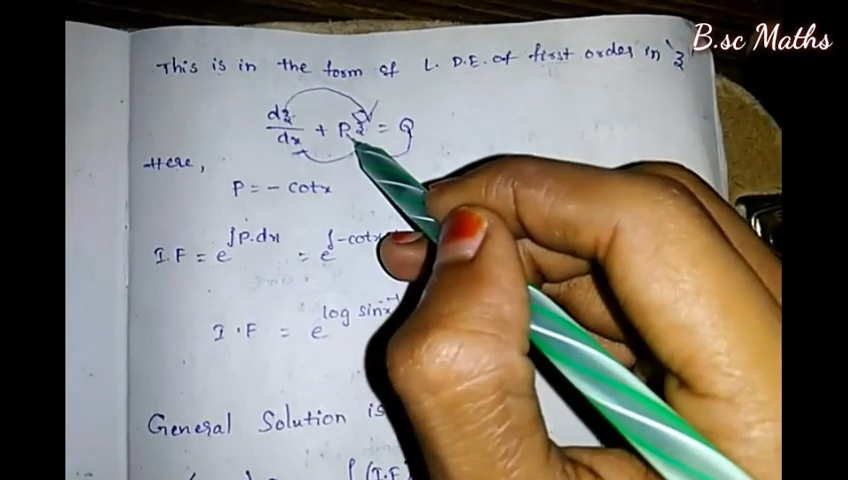 B.sc Maths
This is in the form of L. D.E. of first order in 'z'
dz/dx + Pz = Q
Here,
P = - cotx
I.F = e^∫P.dx = e^∫-cotx
I.F = e^log sinx^-1
General Solution is
∫(I.F)